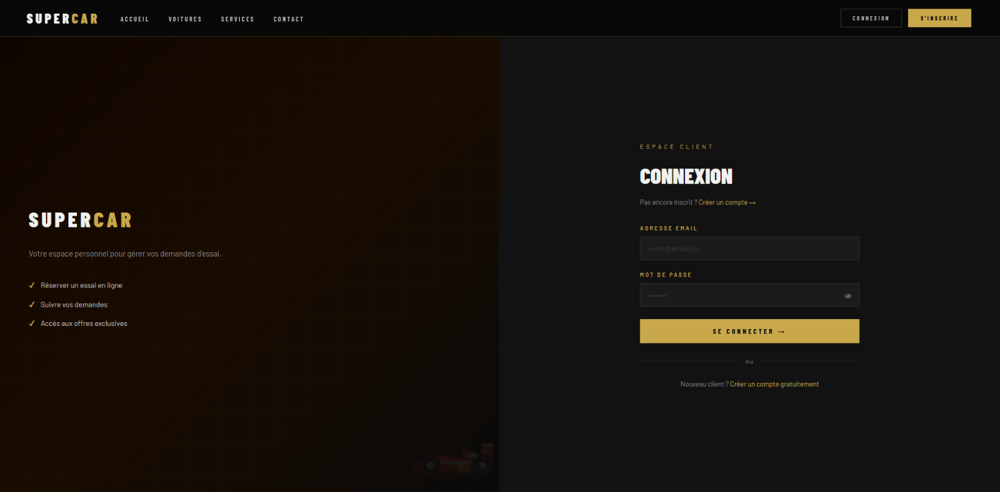 SUPERCAR ACCUEIL VOITURES SERVICES CONTACT CONNEXION S'INSCRIRE
SUPERCAR
Votre espace personnel pour gérer vos demandes d'essai.
✓ Réserver un essai en ligne
✓ Suivre vos demandes
✓ Accès aux offres exclusives
ESPACE CLIENT
CONNEXION
Pas encore inscrit ? Créer un compte →
ADRESSE EMAIL
votre@email.mu
MOT DE PASSE
••••••••
SE CONNECTER →
ou
Nouveau client ? Créer un compte gratuitement